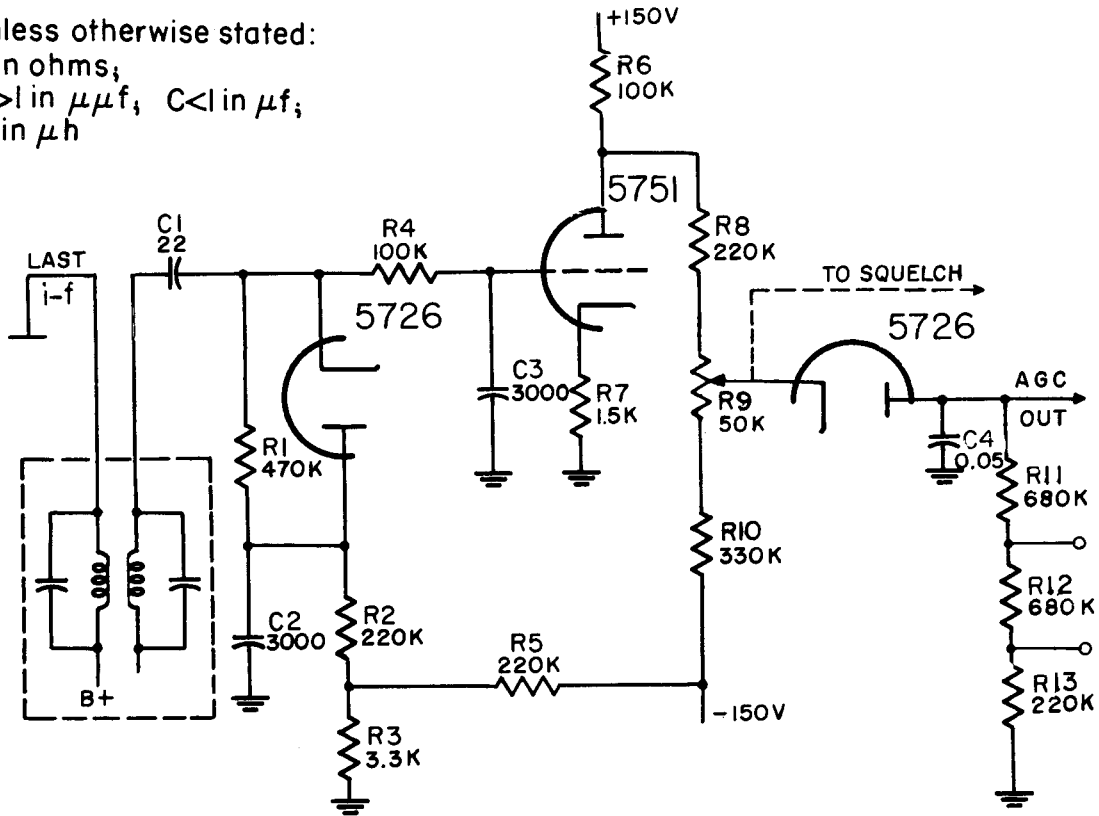 less otherwise stated:
n ohms;
>1 in μμf; C<1 in μf;
in μh
+150V
R6
100K
5751
C1
22
R4
100K
R8
220K
LAST
i-f
TO SQUELCH
5726
5726
C3
3000
R7
1.5K
R9
50K
AGC
OUT
R1
470K
C4
0.05
R11
680K
R10
330K
C2
3000
R2
220K
R12
680K
R5
220K
B+
R13
220K
-150V
R3
3.3K